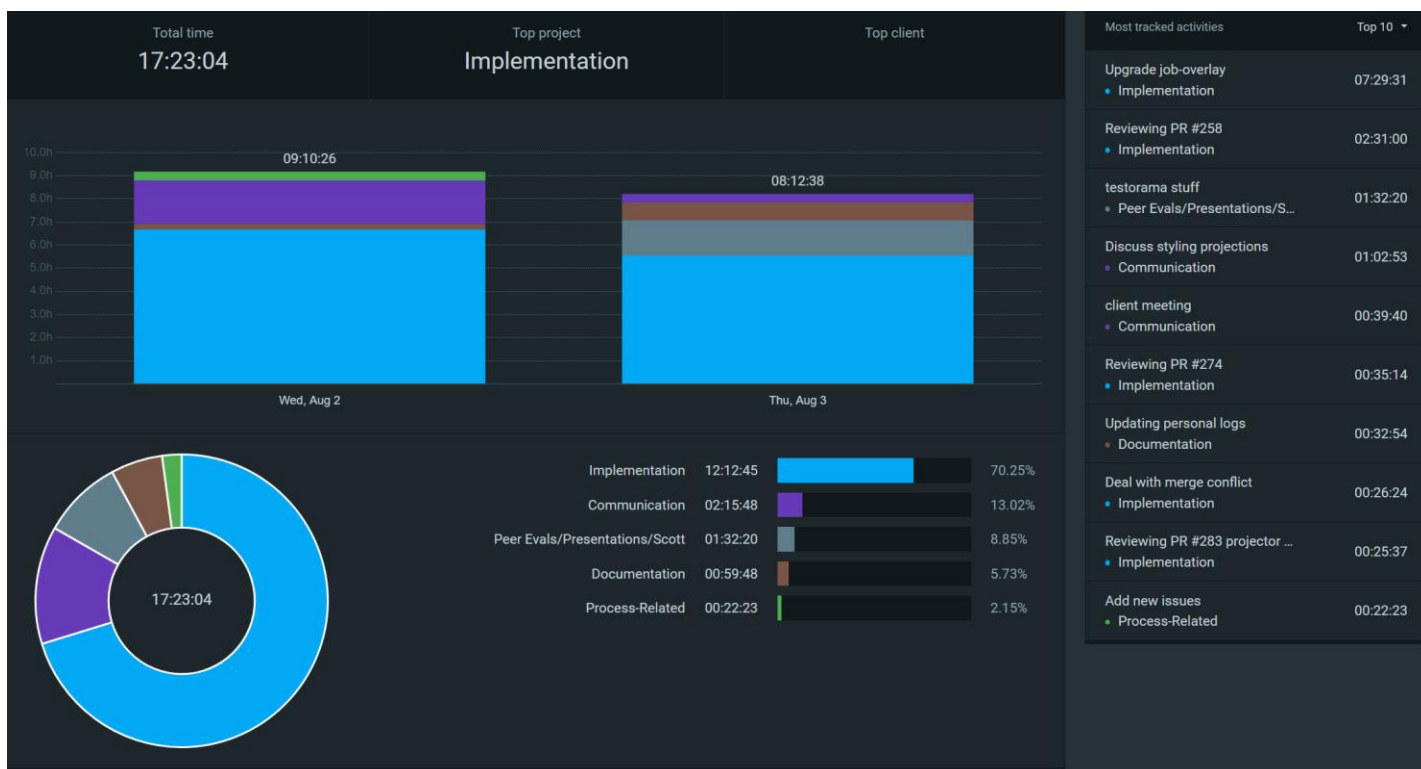 Total time
17:23:04
Top project
Implementation
Top client
10.0h
9.0h
8.0h
7.0h
6.0h
5.0h
4.0h
3.0h
2.0h
1.0h
09:10:26
08:12:38
Wed, Aug 2
Thu, Aug 3
17:23:04
Implementation 12:12:45 70.25%
Communication 02:15:48 13.02%
Peer Evals/Presentations/Scott 01:32:20 8.85%
Documentation 00:59:48 5.73%
Process-Related 00:22:23 2.15%
Most tracked activities Top 10
Upgrade job-overlay
Implementation
07:29:31
Reviewing PR #258
Implementation
02:31:00
testorama stuff
Peer Evals/Presentations/S...
01:32:20
Discuss styling projections
Communication
01:02:53
client meeting
Communication
00:39:40
Reviewing PR #274
Implementation
00:35:14
Updating personal logs
Documentation
00:32:54
Deal with merge conflict
Implementation
00:26:24
Reviewing PR #283 projector ...
Implementation
00:25:37
Add new issues
Process-Related
00:22:23